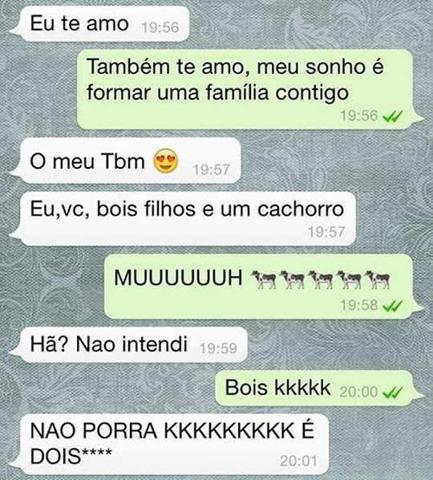 Eu te amo 19:56
Também te amo, meu sonho é
formar uma família contigo
19:56
O meu Tbm 😍 19:57
Eu,vc, bois filhos e um cachorro
19:57
MUUUUUUH 🐄🐄🐄🐄🐄
19:58
Hã? Nao intendi 19:59
Bois kkkkk 20:00
NAO PORRA KKKKKKKKK É
DOIS**** 20:01